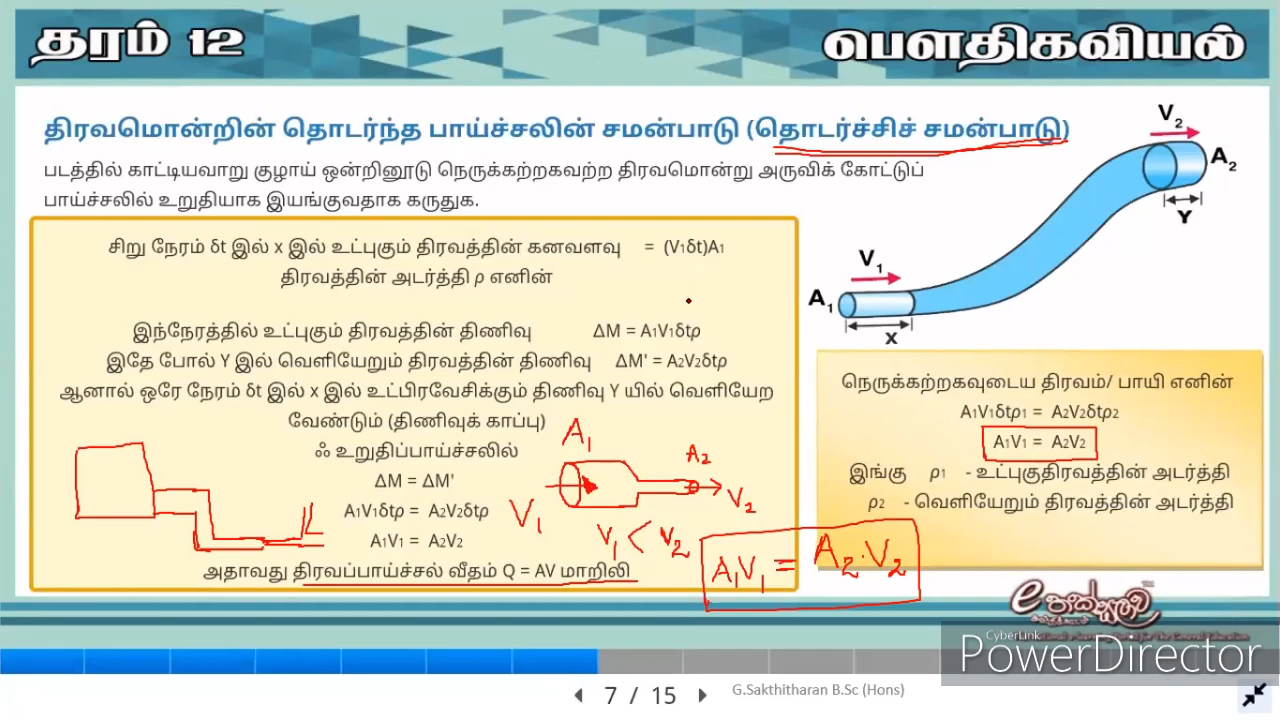 தரம் 12
பௌதிகவியல்
திரவமொன்றின் தொடர்ந்த பாய்ச்சலின் சமன்பாடு (தொடர்ச்சிச் சமன்பாடு)
படத்தில் காட்டியவாறு குழாய் ஒன்றினூடு நெருக்கற்றகவற்ற திரவமொன்று அருவிக் கோட்டுப்
பாய்ச்சலில் உறுதியாக இயங்குவதாக கருதுக.
சிறு நேரம் δt இல் x இல் உட்புகும் திரவத்தின் கனவளவு = (V₁δt)A₁
திரவத்தின் அடர்த்தி ρ எனின்
இந்நேரத்தில் உட்புகும் திரவத்தின் திணிவு ΔM = A₁V₁δtρ
இதே போல் Y இல் வெளியேறும் திரவத்தின் திணிவு ΔM' = A₂V₂δtρ
ஆனால் ஒரே நேரம் δt இல் x இல் உட்பிரவேசிக்கும் திணிவு Y யில் வெளியேற
வேண்டும் (திணிவுக் காப்பு)
ஃ உறுதிப்பாய்ச்சலில்
ΔM = ΔM'
A₁V₁δtρ = A₂V₂δtρ
A₁V₁ = A₂V₂
அதாவது திரவப்பாய்ச்சல் வீதம் Q = AV மாறிலி
A₁
A₂
V₁
V₂
V₁ < V₂
A₁V₁ = A₂.V₂
V₂
A₂
Y
V₁
A₁
x
நெருக்கற்றகவுடைய திரவம்/ பாயி எனின்
A₁V₁δtρ₁ = A₂V₂δtρ₂
A₁V₁ = A₂V₂
இங்கு ρ₁ - உட்புகுதிரவத்தின் அடர்த்தி
ρ₂ - வெளியேறும் திரவத்தின் அடர்த்தி
CyberLink
PowerDirector
7 / 15
G.Sakthitharan B.Sc (Hons)